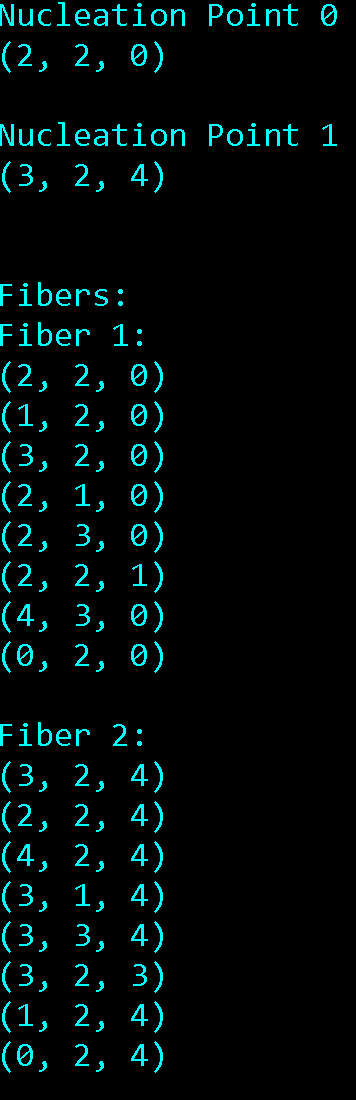 Nucleation Point 0
(2, 2, 0)
Nucleation Point 1
(3, 2, 4)
Fibers:
Fiber 1:
(2, 2, 0)
(1, 2, 0)
(3, 2, 0)
(2, 1, 0)
(2, 3, 0)
(2, 2, 1)
(4, 3, 0)
(0, 2, 0)
Fiber 2:
(3, 2, 4)
(2, 2, 4)
(4, 2, 4)
(3, 1, 4)
(3, 3, 4)
(3, 2, 3)
(1, 2, 4)
(0, 2, 4)